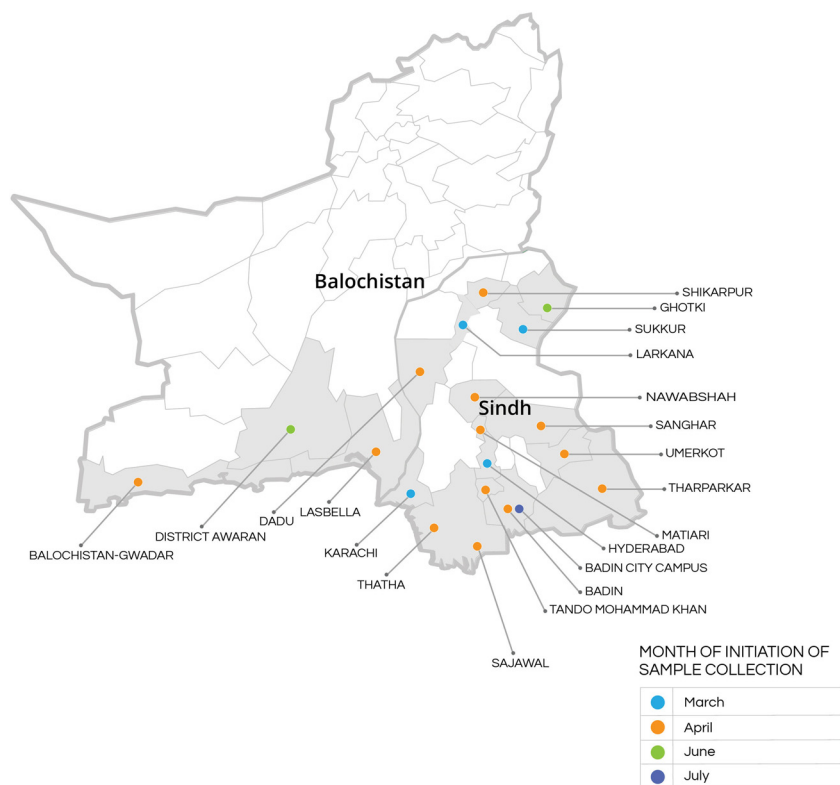 Balochistan
SHIKARPUR
GHOTKI
SUKKUR
LARKANA
NAWABSHAH
Sindh
SANGHAR
UMERKOT
THARPARKAR
MATIARI
HYDERABAD
BADIN CITY CAMPUS
BADIN
TANDO MOHAMMAD KHAN
SAJAWAL
THATHA
KARACHI
LASBELLA
DADU
DISTRICT AWARAN
BALOCHISTAN-GWADAR
MONTH OF INITIATION OF
SAMPLE COLLECTION
March
April
June
July